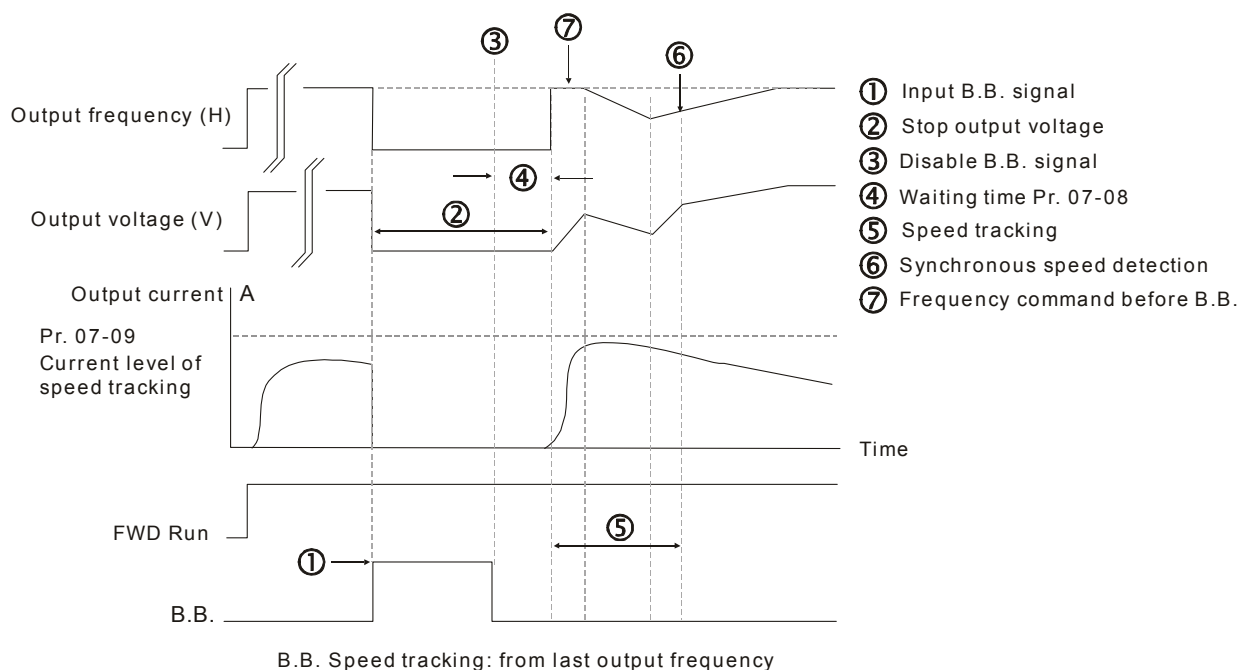 ③
⑦
⑥
Output frequency (H)
④
Output voltage (V)
②
① Input B.B. signal
② Stop output voltage
③ Disable B.B. signal
④ Waiting time Pr. 07-08
⑤ Speed tracking
⑥ Synchronous speed detection
⑦ Frequency command before B.B.
Output current A
Pr. 07-09
Current level of
speed tracking
Time
FWD Run
⑤
①
B.B.
B.B. Speed tracking: from last output frequency